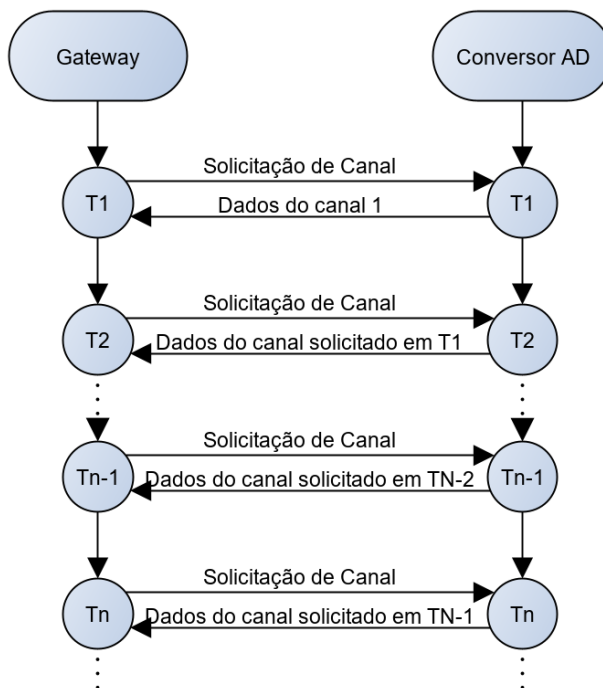 Gateway
Conversor AD
Solicitação de Canal
T1
Dados do canal 1
T1
Solicitação de Canal
T2
Dados do canal solicitado em T1
T2
Solicitação de Canal
Tn-1
Dados do canal solicitado em TN-2
Tn-1
Solicitação de Canal
Tn
Dados do canal solicitado em TN-1
Tn